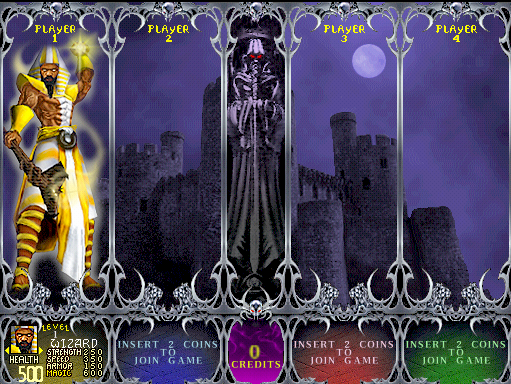 PLAYER
1
PLAYER
2
PLAYER
3
PLAYER
4
LEVEL
WIZARD
STRENGTH 250
SPEED 350
ARMOR 150
MAGIC 600
HEALTH
500
INSERT 2 COINS
TO
JOIN GAME
0
CREDITS
INSERT 2 COINS
TO
JOIN GAME
INSERT 2 COINS
TO
JOIN GAME